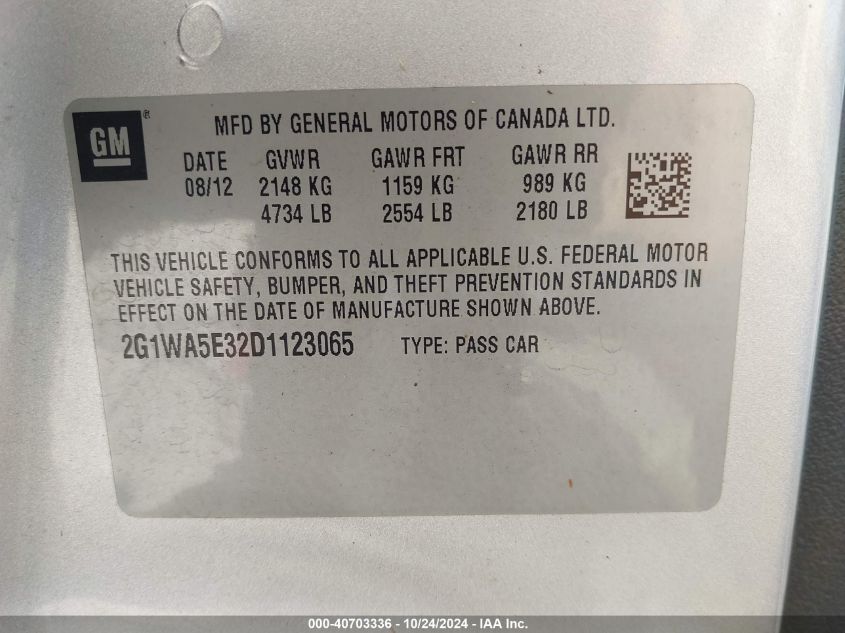 GM ®
MFD BY GENERAL MOTORS OF CANADA LTD.
DATE GVWR GAWR FRT GAWR RR
08/12 2148 KG 1159 KG 989 KG
4734 LB 2554 LB 2180 LB
THIS VEHICLE CONFORMS TO ALL APPLICABLE U.S. FEDERAL MOTOR
VEHICLE SAFETY, BUMPER, AND THEFT PREVENTION STANDARDS IN
EFFECT ON THE DATE OF MANUFACTURE SHOWN ABOVE.
2G1WA5E32D1123065 TYPE: PASS CAR
000-40703336 - 10/24/2024 - IAA Inc.